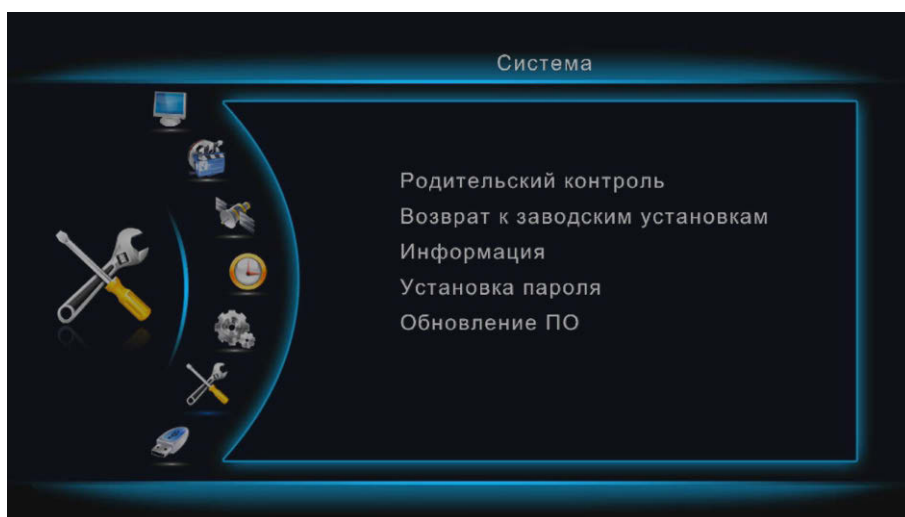 Система
Родительский контроль
Возврат к заводским установкам
Информация
Установка пароля
Обновление ПО